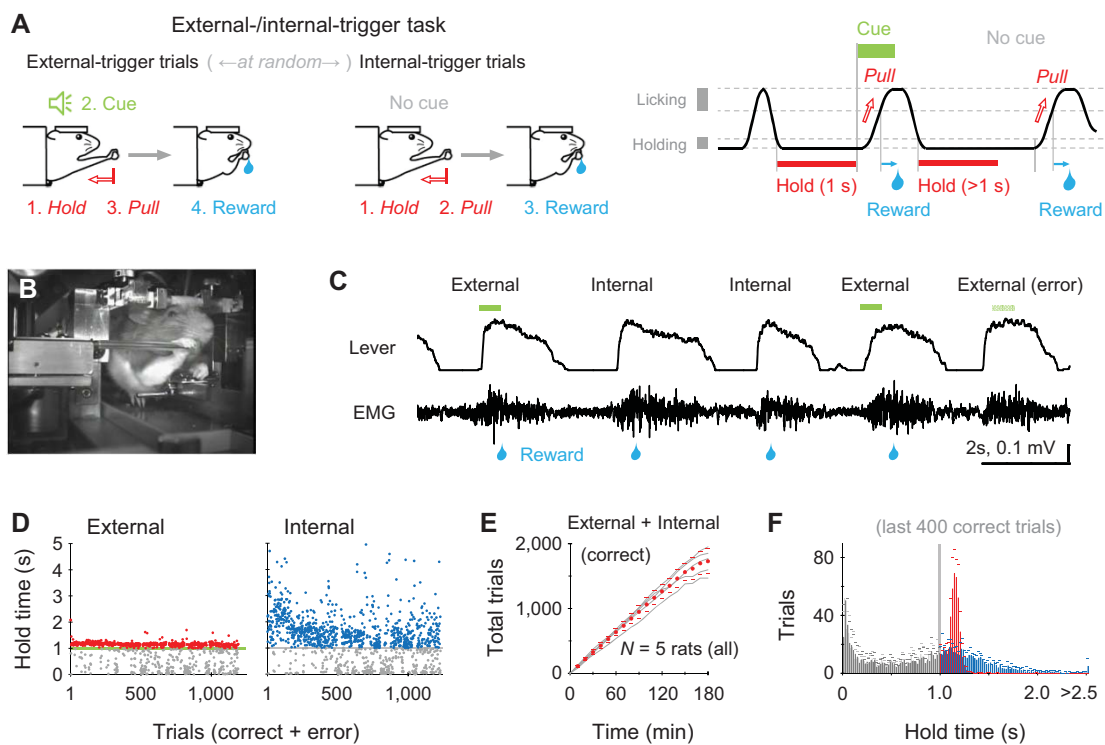 A
External-/internal-trigger task
External-trigger trials ( ←at random→ ) Internal-trigger trials
2. Cue
No cue
1. Hold 3. Pull 4. Reward
1. Hold 2. Pull 3. Reward
Cue
No cue
Pull
Pull
Licking
Holding
Hold (1 s)
Hold (>1 s)
Reward
Reward
B
C
External Internal Internal External External (error)
Lever
EMG
Reward
2s, 0.1 mV
D
External
Internal
Hold time (s)
5
4
3
2
1
0
1 500 1,000
1 500 1,000
Trials (correct + error)
E
External + Internal
(correct)
Total trials
2,000
1,000
0
N = 5 rats (all)
0 60 120 180
Time (min)
F
(last 400 correct trials)
Trials
80
40
0
0 1.0 2.0 >2.5
Hold time (s)